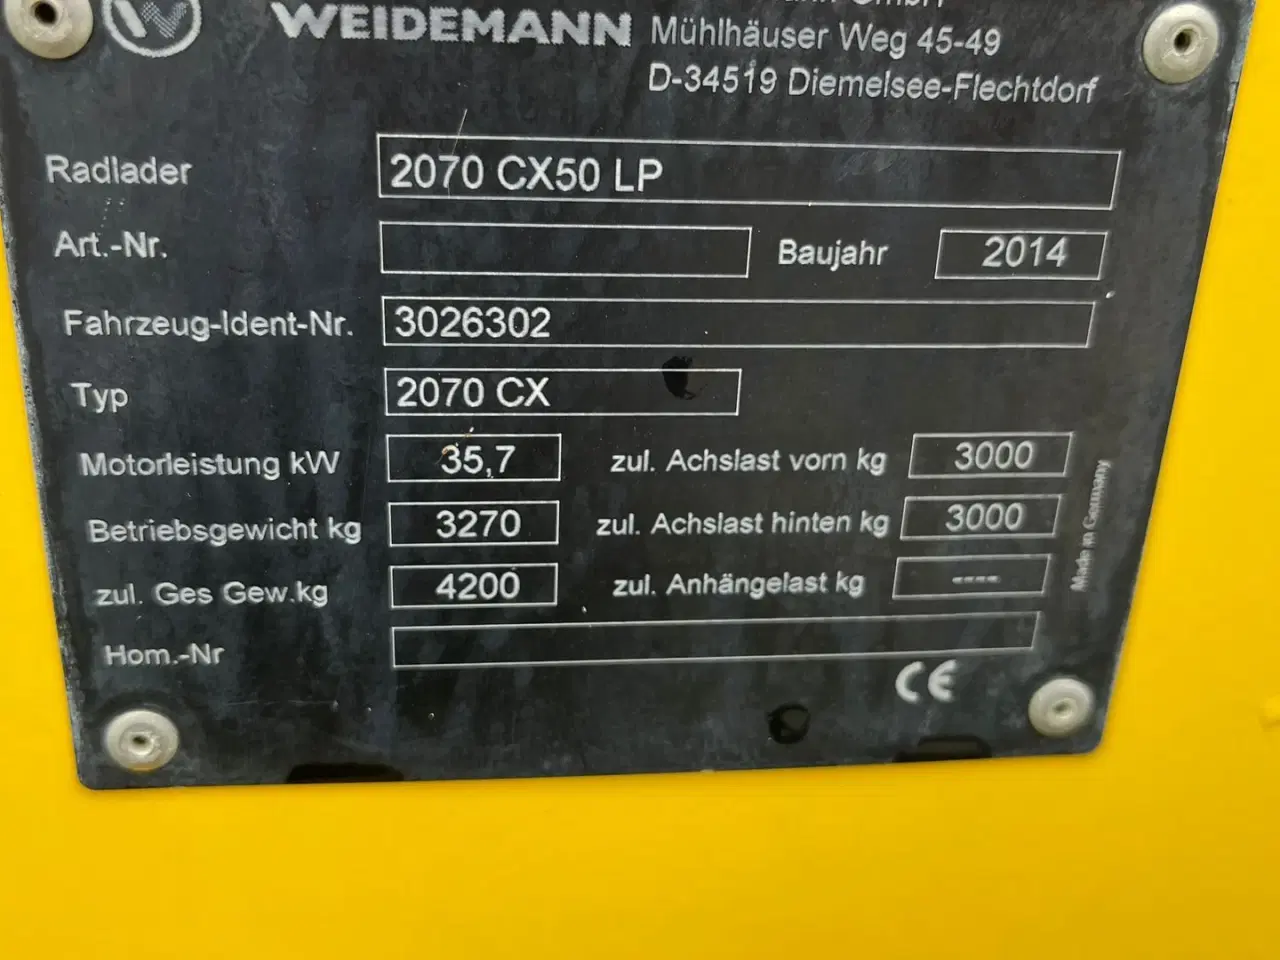 WEIDEMANN
Mühlhäuser Weg 45-49
D-34519 Diemelsee-Flechtdorf
Radlader 2070 CX50 LP
Art.-Nr. Baujahr 2014
Fahrzeug-Ident-Nr. 3026302
Typ 2070 CX
Motorleistung kW 35,7 zul. Achslast vorn kg 3000
Betriebsgewicht kg 3270 zul. Achslast hinten kg 3000
zul. Ges Gew.kg 4200 zul. Anhängelast kg ----
Hom.-Nr
CE
Made in Germany